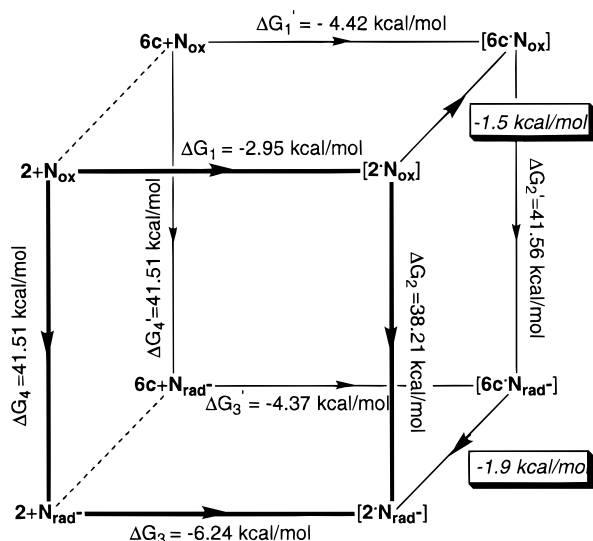 6c+Nox
ΔG1' = - 4.42 kcal/mol
[6c·Nox]
-1.5 kcal/mol
ΔG1 = -2.95 kcal/mol
2+Nox
[2·Nox]
ΔG4 =41.51 kcal/mol
ΔG4'=41.51 kcal/mol
ΔG2=38.21 kcal/mol
ΔG2'=41.56 kcal/mol
6c+Nrad-
[6c·Nrad-]
ΔG3' = -4.37 kcal/mol
-1.9 kcal/mol
2+Nrad-
[2·Nrad-]
ΔG3 = -6.24 kcal/mol